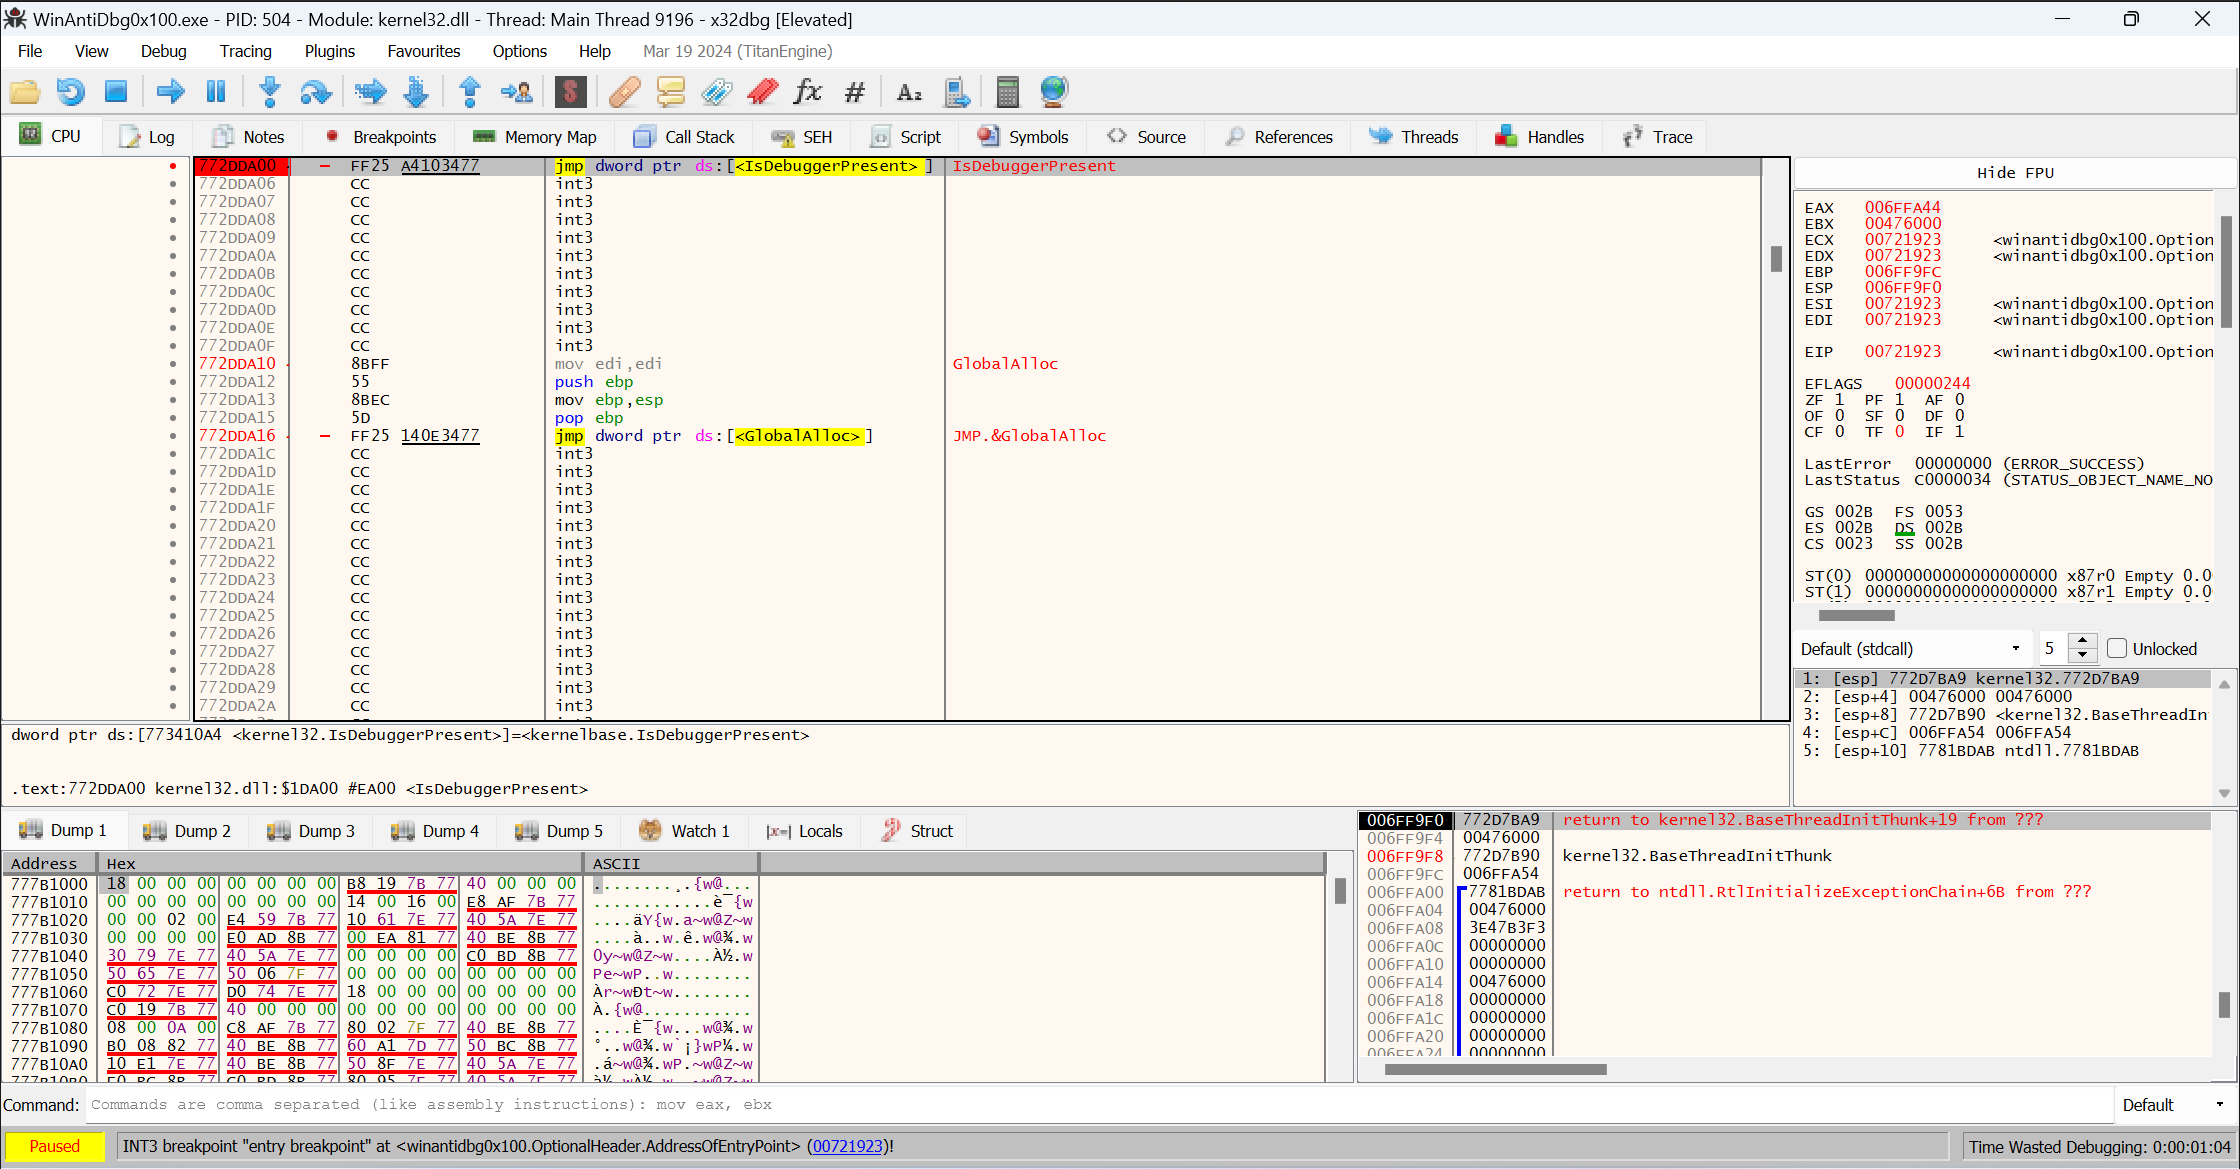 WinAntiDbg0x100.exe - PID: 504 - Module: kernel32.dll - Thread: Main Thread 9196 - x32dbg [Elevated]
File View Debug Tracing Plugins Favourites Options Help Mar 19 2024 (TitanEngine)
CPU Log Notes Breakpoints Memory Map Call Stack SEH Script Symbols Source References Threads Handles Trace
772DDA00 FF25 A4103477 jmp dword ptr ds:[<IsDebuggerPresent>] IsDebuggerPresent
772DDA06 CC int3
772DDA07 CC int3
772DDA08 CC int3
772DDA09 CC int3
772DDA0A CC int3
772DDA0B CC int3
772DDA0C CC int3
772DDA0D CC int3
772DDA0E CC int3
772DDA0F CC int3
772DDA10 8BFF mov edi,edi GlobalAlloc
772DDA12 55 push ebp
772DDA13 8BEC mov ebp,esp
772DDA15 5D pop ebp
772DDA16 FF25 140E3477 jmp dword ptr ds:[<GlobalAlloc>] JMP.&GlobalAlloc
772DDA1C CC int3
772DDA1D CC int3
772DDA1E CC int3
772DDA1F CC int3
772DDA20 CC int3
772DDA21 CC int3
772DDA22 CC int3
772DDA23 CC int3
772DDA24 CC int3
772DDA25 CC int3
772DDA26 CC int3
772DDA27 CC int3
772DDA28 CC int3
772DDA29 CC int3
772DDA2A CC int3
Hide FPU
EAX 006FFA44
EBX 00476000
ECX 00721923 <winantidbg0x100.Option
EDX 00721923 <winantidbg0x100.Option
EBP 006FF9FC
ESP 006FF9F0
ESI 00721923 <winantidbg0x100.Option
EDI 00721923 <winantidbg0x100.Option
EIP 00721923 <winantidbg0x100.Option
EFLAGS 00000244
ZF 1 PF 1 AF 0
OF 0 SF 0 DF 0
CF 0 TF 0 IF 1
LastError 00000000 (ERROR_SUCCESS)
LastStatus C0000034 (STATUS_OBJECT_NAME_NO
GS 002B FS 0053
ES 002B DS 002B
CS 0023 SS 002B
ST(0) 00000000000000000000 x87r0 Empty 0.0
ST(1) 00000000000000000000 x87r1 Empty 0.0
Default (stdcall) 5 Unlocked
1: [esp] 772D7BA9 kernel32.772D7BA9
2: [esp+4] 00476000 00476000
3: [esp+8] 772D7B90 <kernel32.BaseThreadIn
4: [esp+C] 006FFA54 006FFA54
5: [esp+10] 7781BDAB ntdll.7781BDAB
dword ptr ds:[773410A4 <kernel32.IsDebuggerPresent>]=<kernelbase.IsDebuggerPresent>
.text:772DDA00 kernel32.dll:$1DA00 #EA00 <IsDebuggerPresent>
Dump 1 Dump 2 Dump 3 Dump 4 Dump 5 Watch 1 Locals Struct
Address Hex ASCII
777B1000 18 00 00 00 00 00 00 00 B8 19 7B 77 40 00 00 00 ........¸.{w@...
777B1010 00 00 00 00 00 00 00 00 14 00 16 00 E8 AF 7B 77 ............è¯{w
777B1020 00 00 02 00 E4 59 7B 77 10 61 7E 77 40 5A 7E 77 ....äY{w.a~w@Z~w
777B1030 00 00 00 00 E0 AD 8B 77 00 EA 81 77 40 BE 8B 77 ....à..w.ê.w@¾.w
777B1040 30 79 7E 77 40 5A 7E 77 00 00 00 00 C0 BD 8B 77 0y~w@Z~w....À½.w
777B1050 50 65 7E 77 50 06 7F 77 00 00 00 00 00 00 00 00 Pe~wP..w........
777B1060 C0 72 7E 77 D0 74 7E 77 18 00 00 00 00 00 00 00 Àr~wÐt~w........
777B1070 C0 19 7B 77 40 00 00 00 00 00 00 00 00 00 00 00 À.{w@...........
777B1080 08 00 0A 00 C8 AF 7B 77 80 02 7F 77 40 BE 8B 77 ....È¯{w...w@¾.w
777B1090 B0 08 82 77 40 BE 8B 77 60 A1 7D 77 50 BC 8B 77 °..w@¾.w`¡}wP¼.w
777B10A0 10 E1 7E 77 40 BE 8B 77 50 8F 7E 77 40 5A 7E 77 .á~w@¾.wP.~w@Z~w
006FF9F0 772D7BA9 return to kernel32.BaseThreadInitThunk+19 from ???
006FF9F4 00476000
006FF9F8 772D7B90 kernel32.BaseThreadInitThunk
006FF9FC 006FFA54
006FFA00 7781BDAB return to ntdll.RtlInitializeExceptionChain+6B from ???
006FFA04 00476000
006FFA08 3E47B3F3
006FFA0C 00000000
006FFA10 00000000
006FFA14 00476000
006FFA18 00000000
006FFA1C 00000000
006FFA20 00000000
006FFA24 00000000
Command: Commands are comma separated (like assembly instructions): mov eax, ebx Default
Paused INT3 breakpoint "entry breakpoint" at <winantidbg0x100.OptionalHeader.AddressOfEntryPoint> (00721923)! Time Wasted Debugging: 0:00:01:04